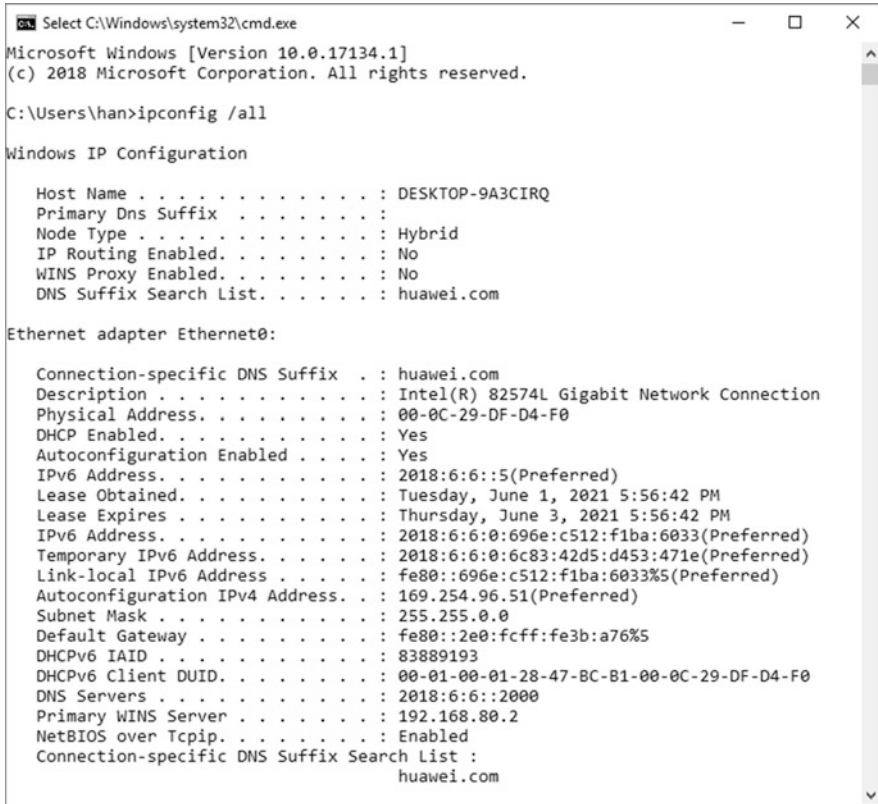 Select C:\Windows\system32\cmd.exe
Microsoft Windows [Version 10.0.17134.1]
(c) 2018 Microsoft Corporation. All rights reserved.
C:\Users\han>ipconfig /all
Windows IP Configuration
Host Name . . . . . . . . . . . . : DESKTOP-9A3CIRQ
Primary Dns Suffix  . . . . . . . :
Node Type . . . . . . . . . . . . : Hybrid
IP Routing Enabled. . . . . . . . : No
WINS Proxy Enabled. . . . . . . . : No
DNS Suffix Search List. . . . . . : huawei.com
Ethernet adapter Ethernet0:
Connection-specific DNS Suffix  . : huawei.com
Description . . . . . . . . . . . : Intel(R) 82574L Gigabit Network Connection
Physical Address. . . . . . . . . : 00-0C-29-DF-D4-F0
DHCP Enabled. . . . . . . . . . . : Yes
Autoconfiguration Enabled . . . . : Yes
IPv6 Address. . . . . . . . . . . : 2018:6:6::5(Preferred)
Lease Obtained. . . . . . . . . . : Tuesday, June 1, 2021 5:56:42 PM
Lease Expires . . . . . . . . . . : Thursday, June 3, 2021 5:56:42 PM
IPv6 Address. . . . . . . . . . . : 2018:6:6:0:696e:c512:f1ba:6033(Preferred)
Temporary IPv6 Address. . . . . . : 2018:6:6:0:6c83:42d5:d453:471e(Preferred)
Link-local IPv6 Address . . . . . : fe80::696e:c512:f1ba:6033%5(Preferred)
Autoconfiguration IPv4 Address. . : 169.254.96.51(Preferred)
Subnet Mask . . . . . . . . . . . : 255.255.0.0
Default Gateway . . . . . . . . . : fe80::2e0:fcff:fe3b:a76%5
DHCPv6 IAID . . . . . . . . . . . : 83889193
DHCPv6 Client DUID. . . . . . . . : 00-01-00-01-28-47-BC-B1-00-0C-29-DF-D4-F0
DNS Servers . . . . . . . . . . . : 2018:6:6::2000
Primary WINS Server . . . . . . . : 192.168.80.2
NetBIOS over Tcpip. . . . . . . . : Enabled
Connection-specific DNS Suffix Search List :
huawei.com